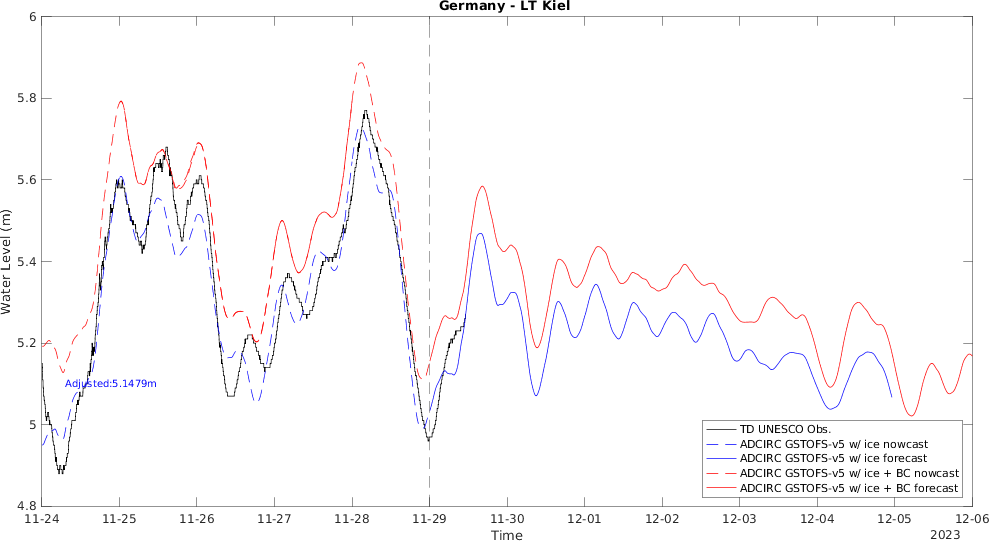 Germany - LT Kiel
6
5.8
5.6
5.4
5.2
5
4.8
Water Level (m)
Adjusted:5.1479m
TD UNESCO Obs.
ADCIRC GSTOFS-v5 w/ ice nowcast
ADCIRC GSTOFS-v5 w/ ice forecast
ADCIRC GSTOFS-v5 w/ ice + BC nowcast
ADCIRC GSTOFS-v5 w/ ice + BC forecast
11-24 11-25 11-26 11-27 11-28 11-29 11-30 12-01 12-02 12-03 12-04 12-05 12-06
Time
2023